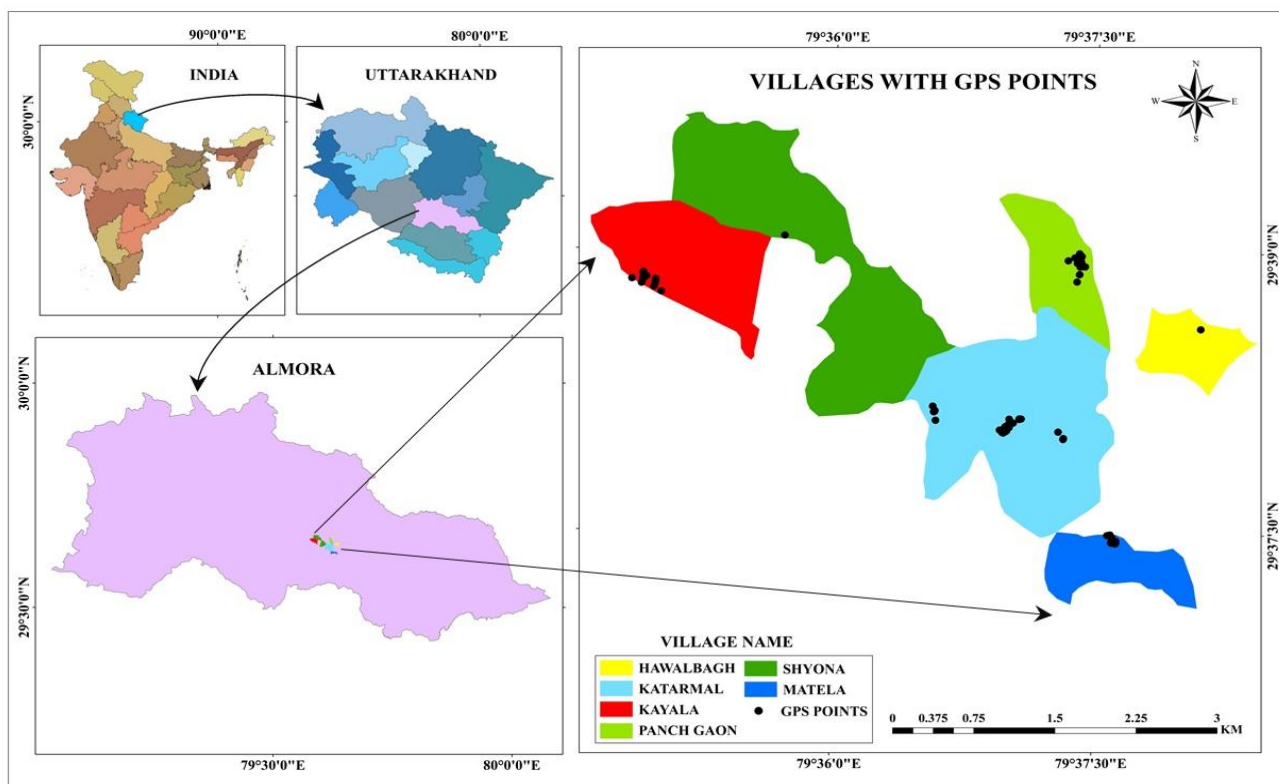 90°0'0"E
80°0'0"E
79°36'0"E
79°37'30"E
INDIA
UTTARAKHAND
VILLAGES WITH GPS POINTS
N
W
E
S
30°0'0"N
29°39'0"N
ALMORA
30°0'0"N
29°37'30"N
29°30'0"N
VILLAGE NAME
HAWALBAGH
SHYONA
KATARMAL
MATELA
KAYALA
GPS POINTS
PANCH GAON
0 0.375 0.75 1.5 2.25 3
KM
79°30'0"E
80°0'0"E
79°36'0"E
79°37'30"E